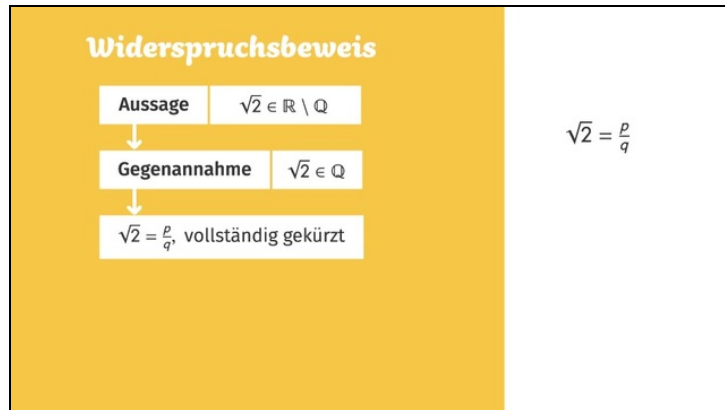 Widerspruchsbeweis
Aussage √2 ∈ ℝ \ ℚ
Gegenannahme √2 ∈ ℚ
√2 = p/q, vollständig gekürzt
√2 = p/q